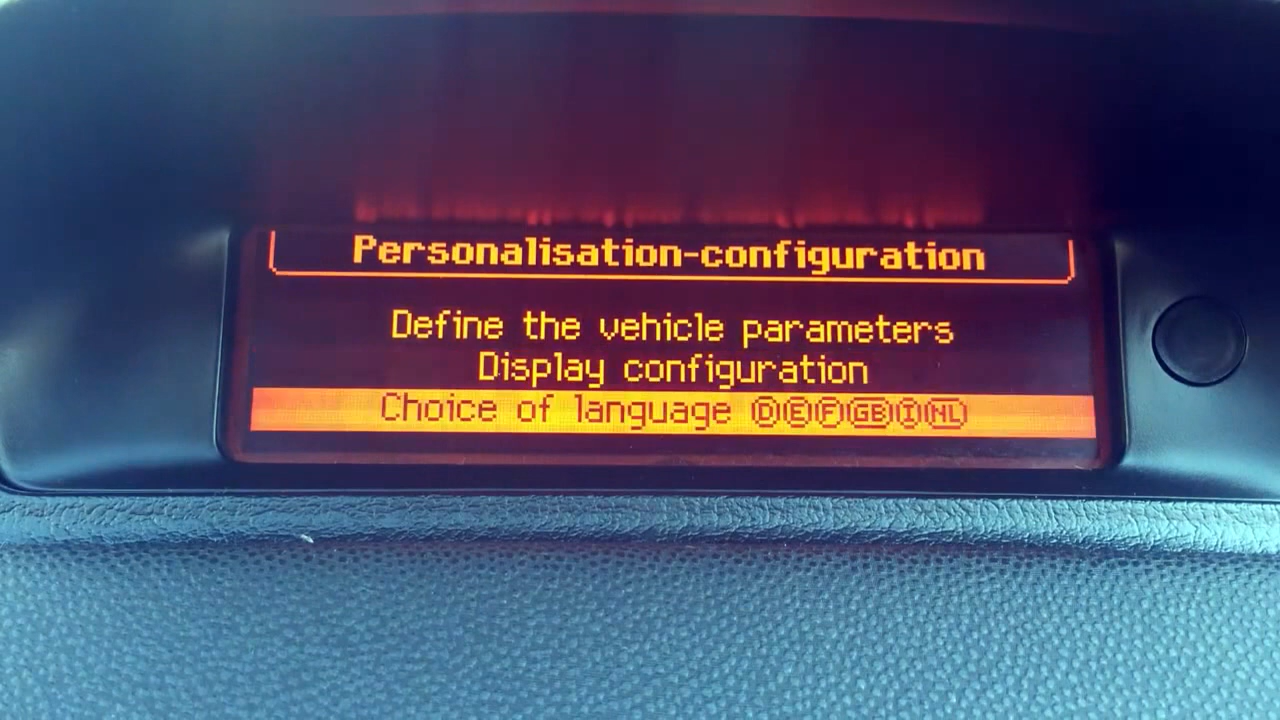 Personalisation-configuration
Define the vehicle parameters
Display configuration
Choice of language D E F GB I NL